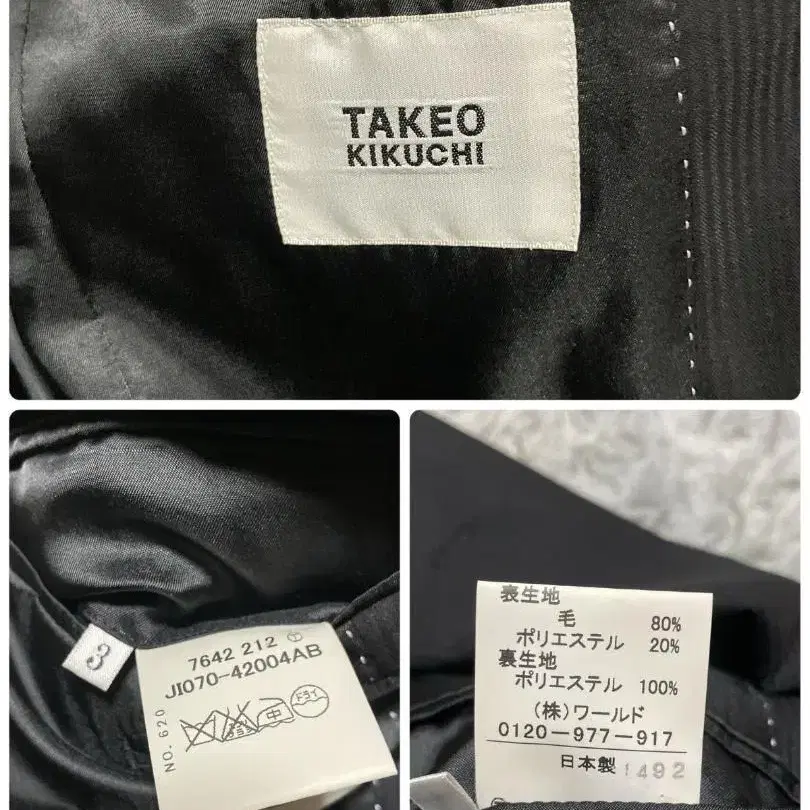 TAKEO
KIKUCHI
3
7642 212
JI070-42004AB
中 ドライ
NO. 620
表生地
毛 80%
ポリエステル 20%
裏生地
ポリエステル 100%
(株)ワールド
0120-977-917
日本製 1492